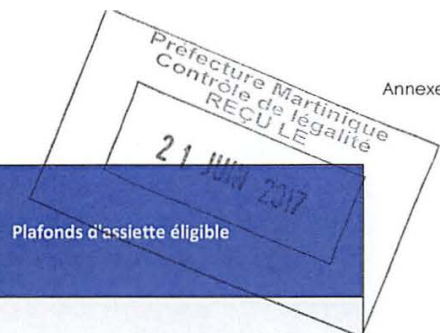 Préfecture Martinique
Contrôle de légalité
REÇU LE
21 JUIN 2017
Annexe
Plafonds d'assiette éligible